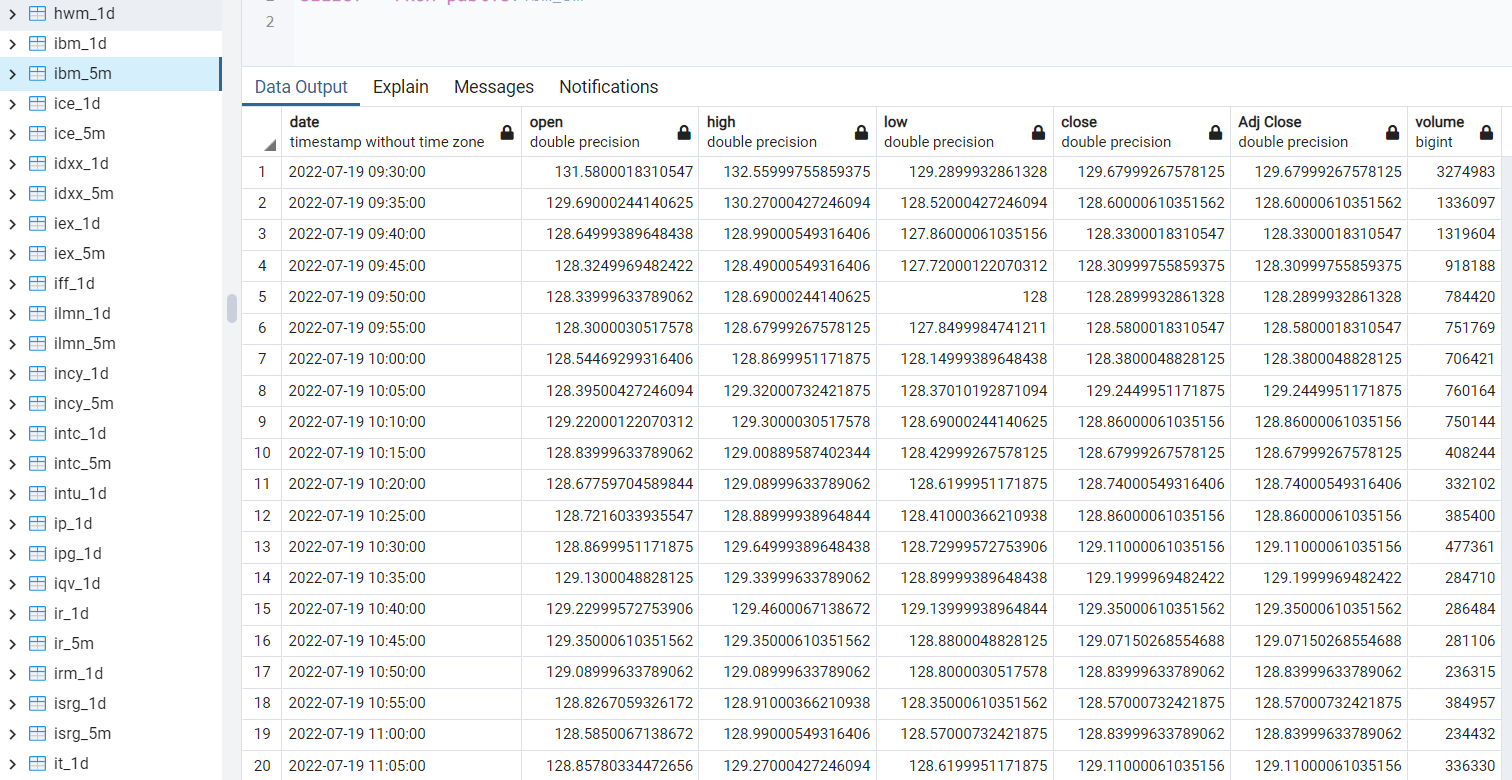 hwm_1d
ibm_1d
ibm_5m
ice_1d
ice_5m
idxx_1d
idxx_5m
iex_1d
iex_5m
iff_1d
ilmn_1d
ilmn_5m
incy_1d
incy_5m
intc_1d
intc_5m
intu_1d
ip_1d
ipg_1d
iqv_1d
ir_1d
ir_5m
irm_1d
isrg_1d
isrg_5m
it_1d
2
Data Output Explain Messages Notifications
date open high low close Adj Close volume
timestamp without time zone double precision double precision double precision double precision double precision bigint
1 2022-07-19 09:30:00 131.5800018310547 132.55999755859375 129.2899932861328 129.67999267578125 129.67999267578125 3274983
2 2022-07-19 09:35:00 129.69000244140625 130.27000427246094 128.52000427246094 128.60000610351562 128.60000610351562 1336097
3 2022-07-19 09:40:00 128.64999389648438 128.99000549316406 127.86000061035156 128.3300018310547 128.3300018310547 1319604
4 2022-07-19 09:45:00 128.3249969482422 128.49000549316406 127.72000122070312 128.30999755859375 128.30999755859375 918188
5 2022-07-19 09:50:00 128.33999633789062 128.69000244140625 128 128.2899932861328 128.2899932861328 784420
6 2022-07-19 09:55:00 128.3000030517578 128.67999267578125 127.8499984741211 128.5800018310547 128.5800018310547 751769
7 2022-07-19 10:00:00 128.54469299316406 128.8699951171875 128.14999389648438 128.3800048828125 128.3800048828125 706421
8 2022-07-19 10:05:00 128.39500427246094 129.32000732421875 128.37010192871094 129.2449951171875 129.2449951171875 760164
9 2022-07-19 10:10:00 129.22000122070312 129.3000030517578 128.69000244140625 128.86000061035156 128.86000061035156 750144
10 2022-07-19 10:15:00 128.83999633789062 129.00889587402344 128.42999267578125 128.67999267578125 128.67999267578125 408244
11 2022-07-19 10:20:00 128.67759704589844 129.08999633789062 128.6199951171875 128.74000549316406 128.74000549316406 332102
12 2022-07-19 10:25:00 128.7216033935547 128.88999938964844 128.41000366210938 128.86000061035156 128.86000061035156 385400
13 2022-07-19 10:30:00 128.8699951171875 129.64999389648438 128.72999572753906 129.11000061035156 129.11000061035156 477361
14 2022-07-19 10:35:00 129.1300048828125 129.33999633789062 128.89999389648438 129.1999969482422 129.1999969482422 284710
15 2022-07-19 10:40:00 129.22999572753906 129.4600067138672 129.13999938964844 129.35000610351562 129.35000610351562 286484
16 2022-07-19 10:45:00 129.35000610351562 129.35000610351562 128.8800048828125 129.07150268554688 129.07150268554688 281106
17 2022-07-19 10:50:00 129.08999633789062 129.08999633789062 128.8000030517578 128.83999633789062 128.83999633789062 236315
18 2022-07-19 10:55:00 128.8267059326172 128.91000366210938 128.35000610351562 128.57000732421875 128.57000732421875 384957
19 2022-07-19 11:00:00 128.5850067138672 128.99000549316406 128.57000732421875 128.83999633789062 128.83999633789062 234432
20 2022-07-19 11:05:00 128.85780334472656 129.27000427246094 128.6199951171875 129.11000061035156 129.11000061035156 336330